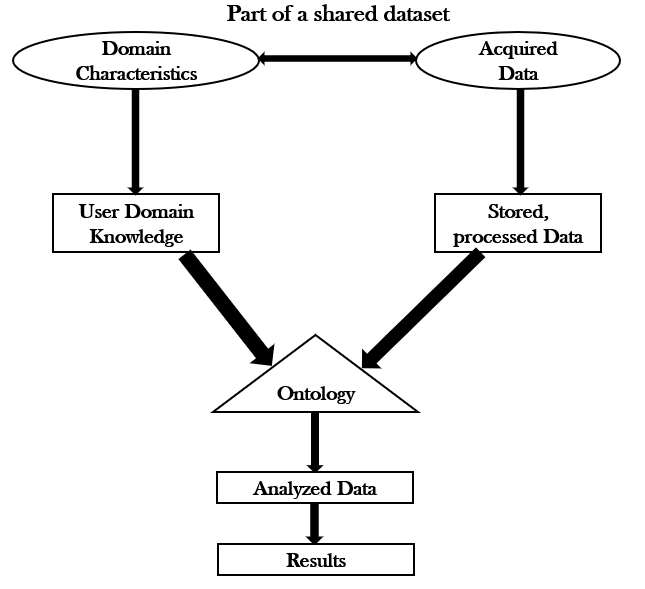 Part of a shared dataset
Domain
Characteristics
Acquired
Data
User Domain
Knowledge
Stored,
processed Data
Ontology
Analyzed Data
Results